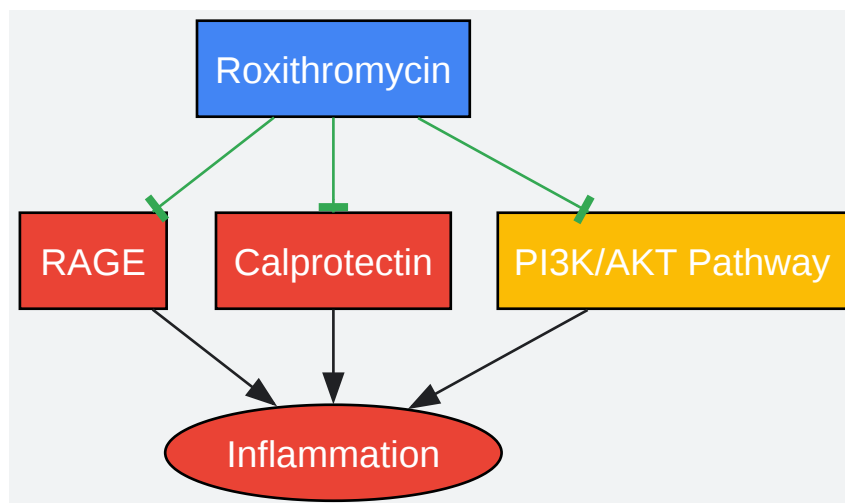 Roxithromycin
RAGE
Calprotectin
PI3K/AKT Pathway
Inflammation